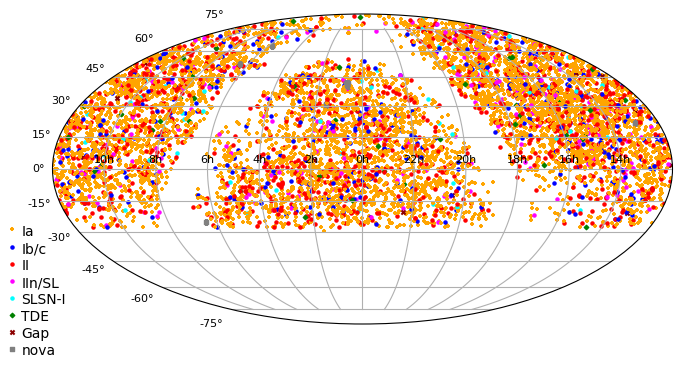 75°
60°
45°
30°
15°
10h 8h 6h 4h 2h 0h 22h 20h 18h 16h 14h
0°
-15°
-30°
-45°
-60°
-75°
Ia
Ib/c
II
IIn/SL
SLSN-I
TDE
Gap
nova